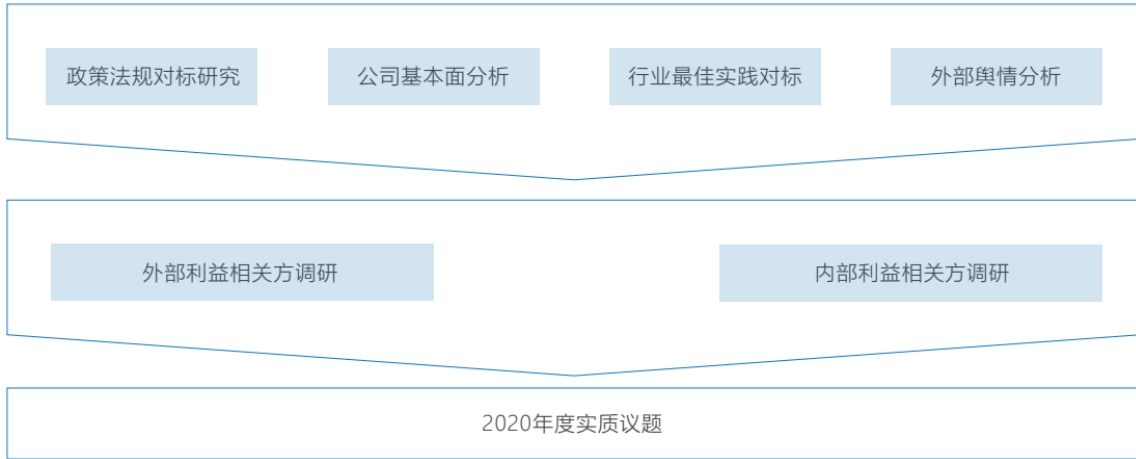 政策法规对标研究
公司基本面分析
行业最佳实践对标
外部舆情分析
外部利益相关方调研
内部利益相关方调研
2020年度实质议题